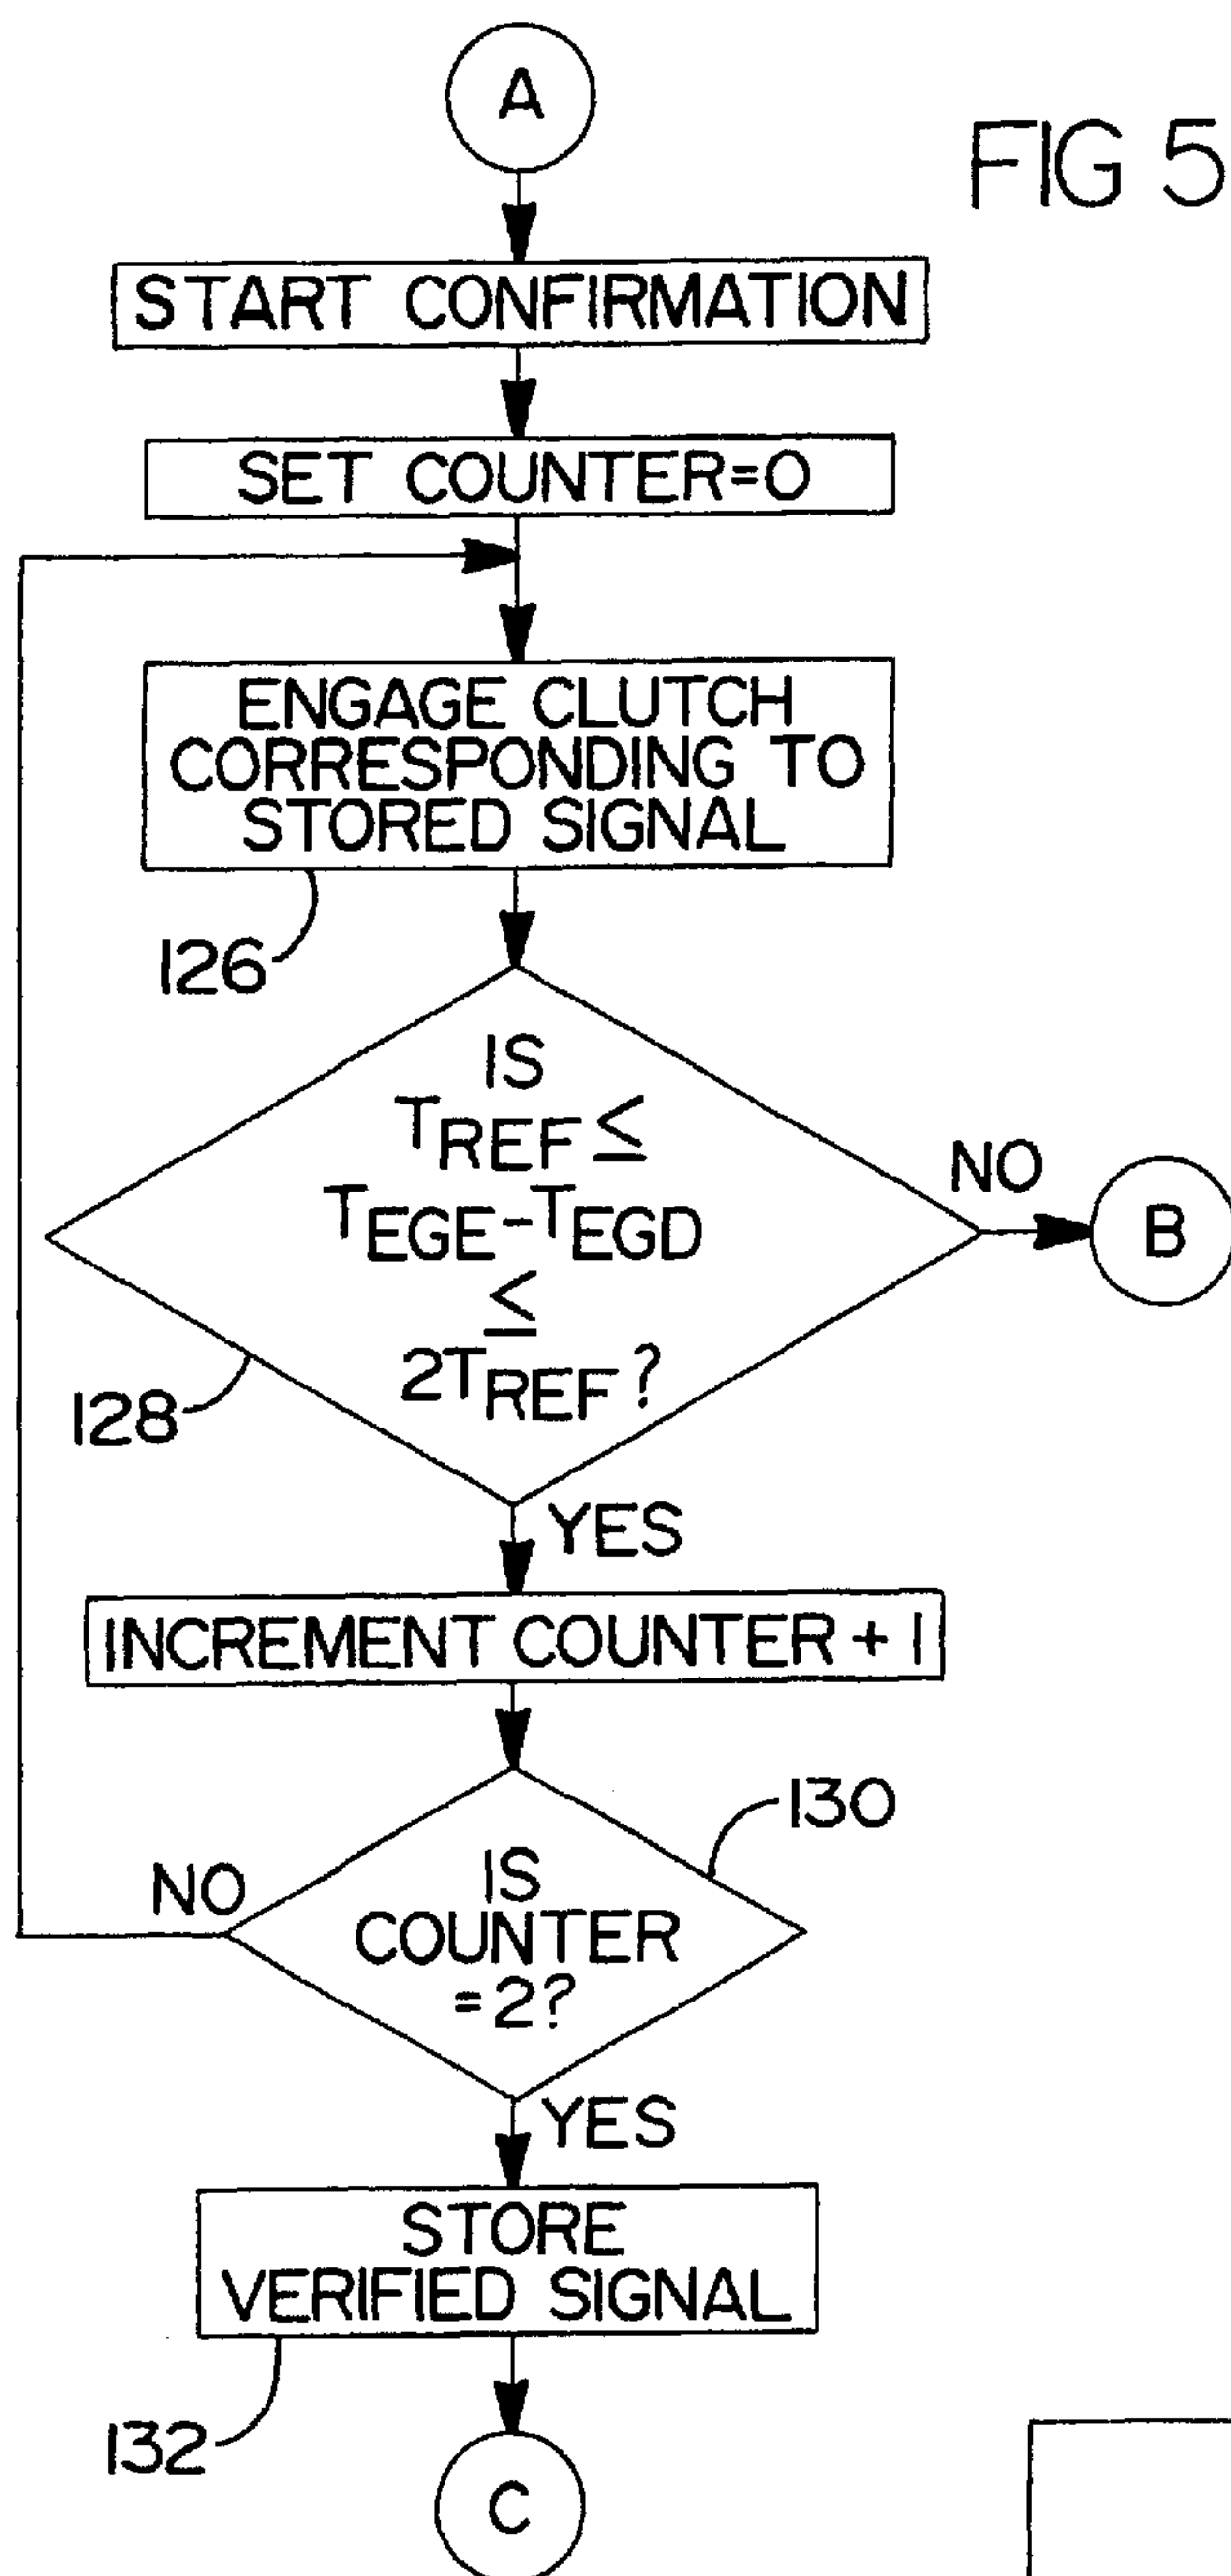 A
FIG 5
START CONFIRMATION
SET COUNTER=0
ENGAGE CLUTCH
CORRESPONDING TO
STORED SIGNAL
126
IS
TREF ≤
TEGE-TEGD
≤
2TREF?
NO
B
128
YES
INCREMENT COUNTER + 1
130
NO
IS
COUNTER
=2?
YES
STORE
VERIFIED SIGNAL
132
C